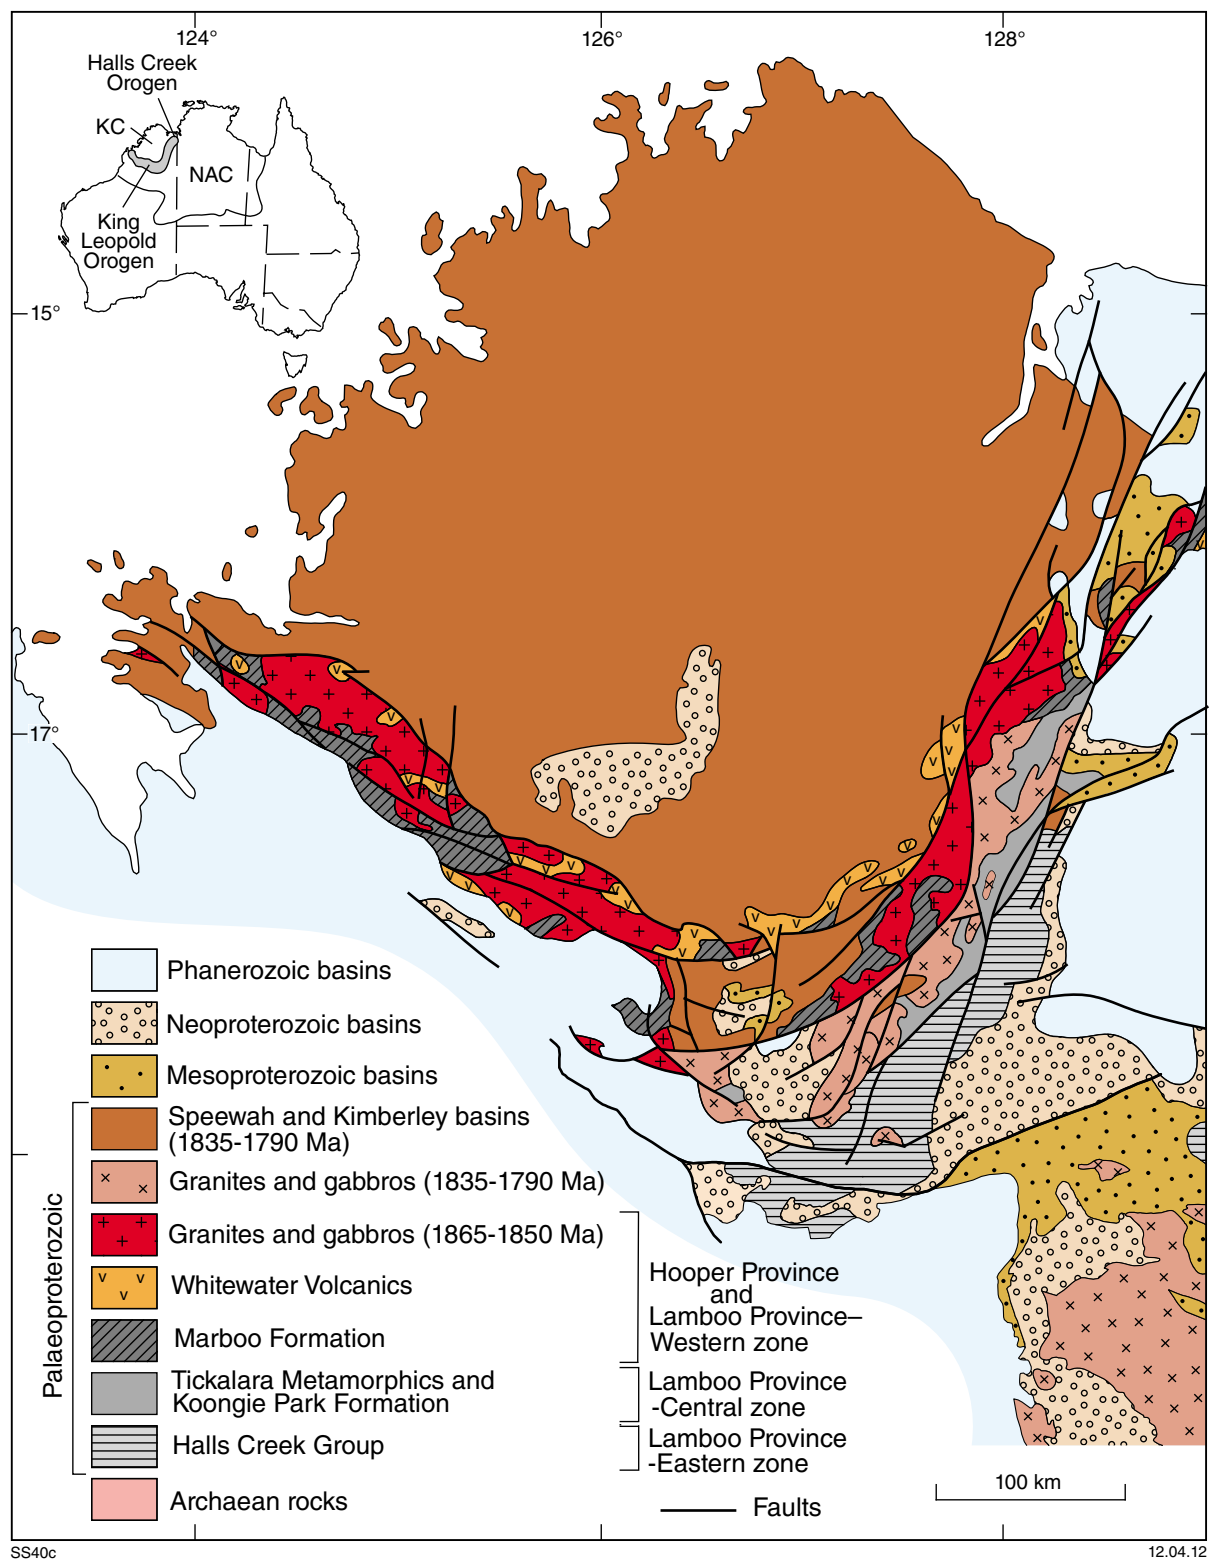 124°
126°
128°
Halls Creek
Orogen
KC
NAC
King
Leopold
Orogen
15°
17°
Phanerozoic basins
Neoproterozoic basins
Mesoproterozoic basins
Speewah and Kimberley basins
(1835-1790 Ma)
Granites and gabbros (1835-1790 Ma)
Granites and gabbros (1865-1850 Ma)
Whitewater Volcanics
Marboo Formation
Tickalara Metamorphics and
Koongie Park Formation
Halls Creek Group
Archaean rocks
Palaeoproterozoic
Hooper Province
and
Lamboo Province–
Western zone
Lamboo Province
-Central zone
Lamboo Province
-Eastern zone
Faults
100 km
SS40c
12.04.12